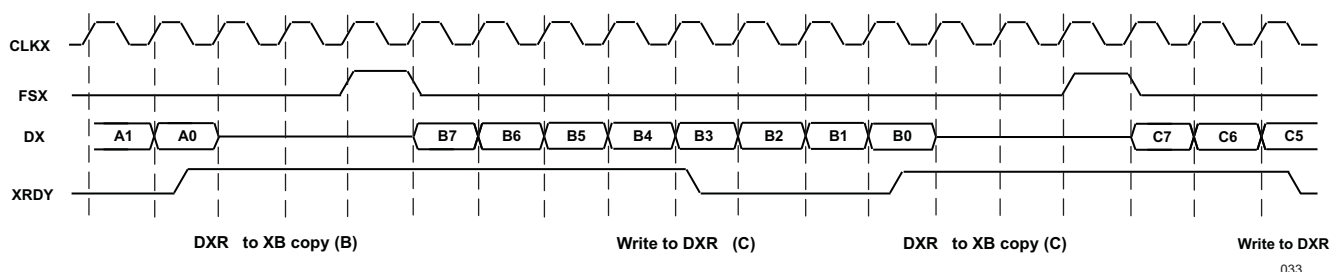 CLKX
FSX
DX A1 A0 B7 B6 B5 B4 B3 B2 B1 B0 C7 C6 C5
XRDY
DXR to XB copy (B) Write to DXR (C) DXR to XB copy (C) Write to DXR
033